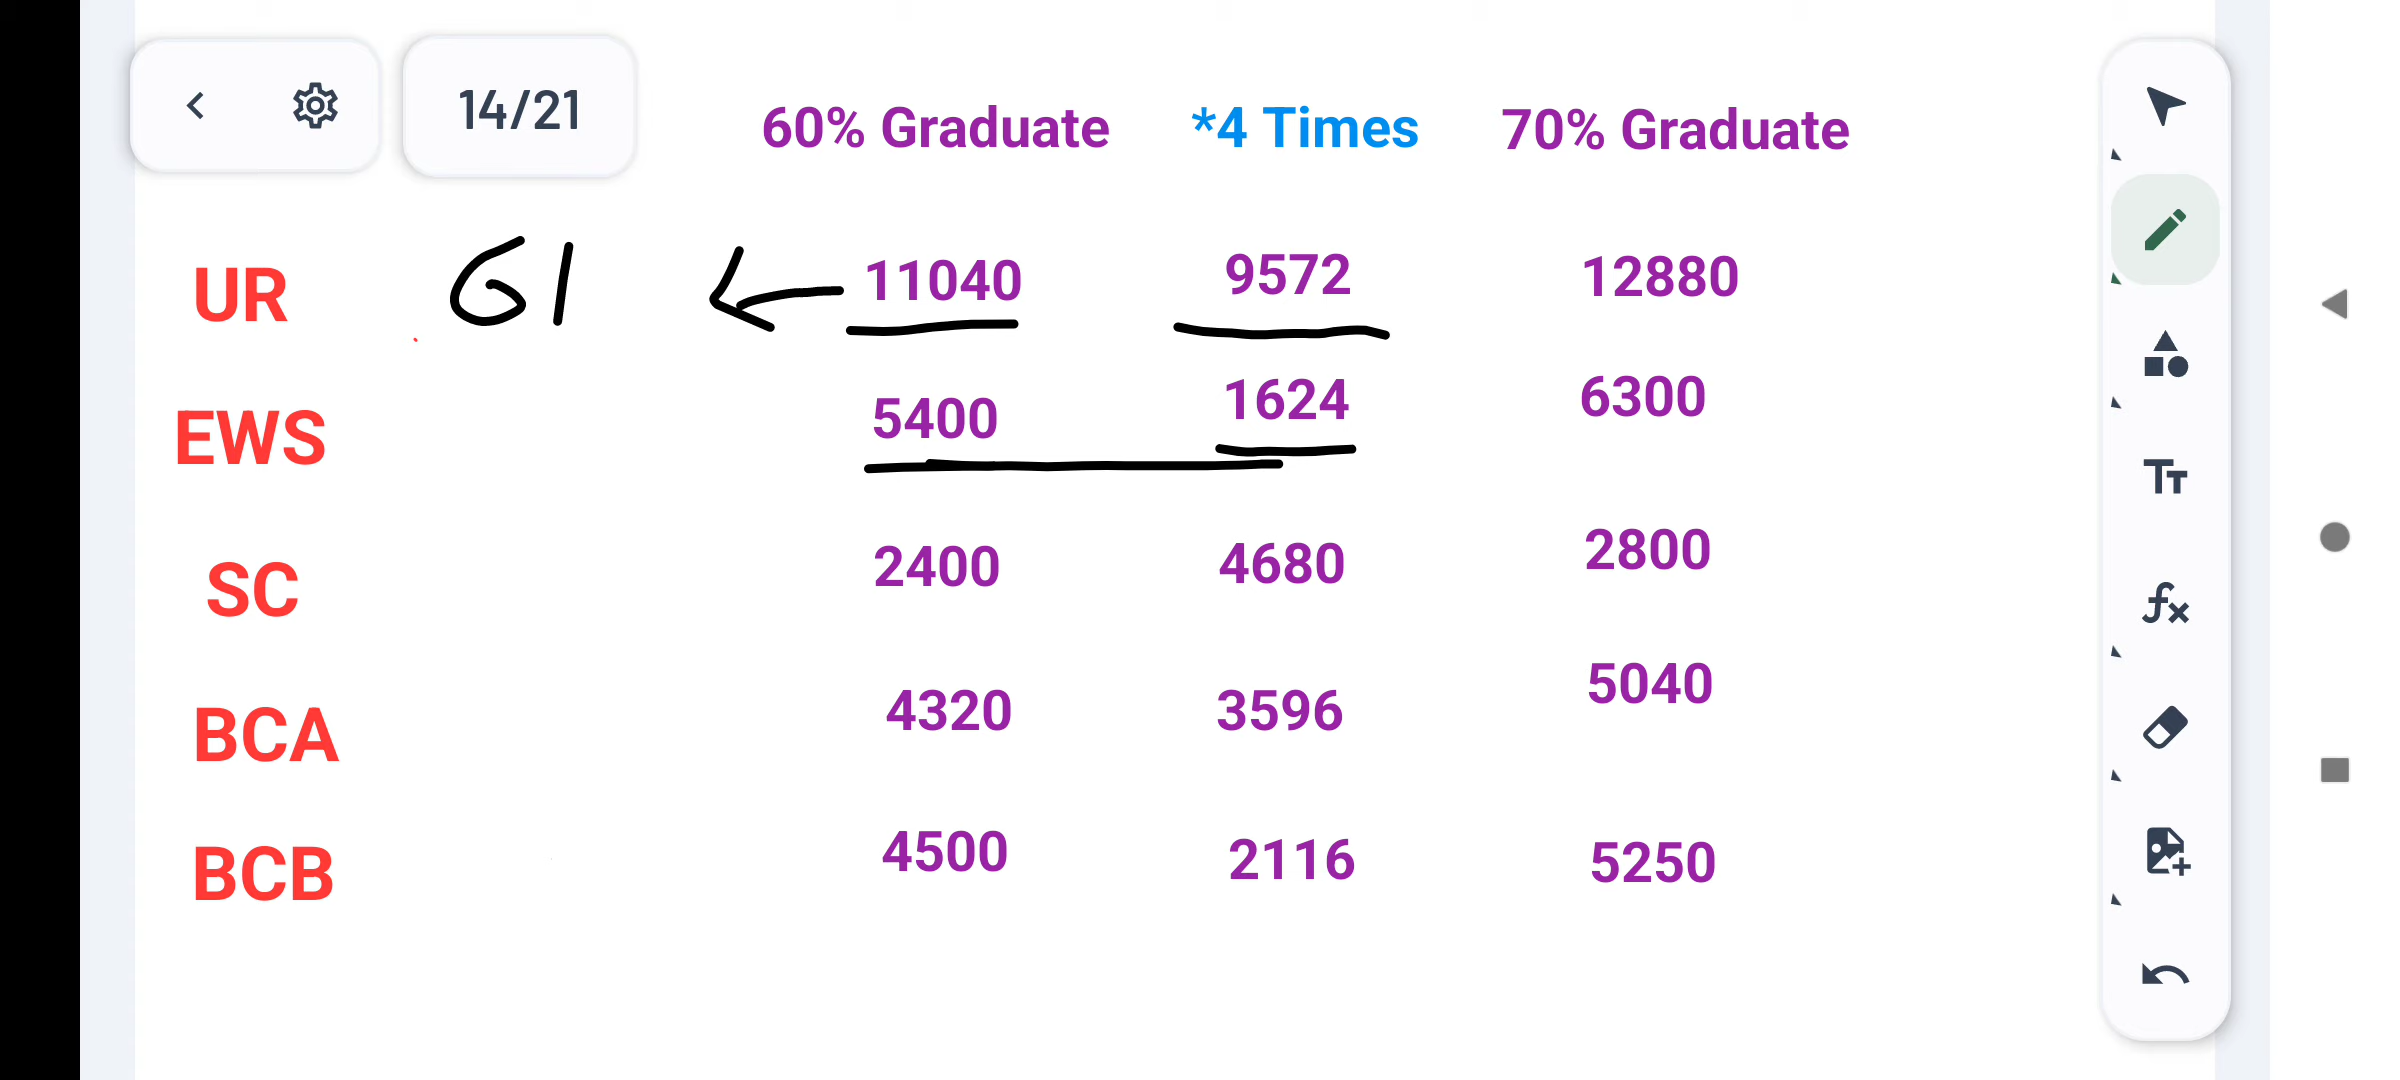 14/21
60% Graduate *4 Times 70% Graduate
UR 61 11040 9572 12880
EWS 5400 1624 6300
SC 2400 4680 2800
BCA 4320 3596 5040
BCB 4500 2116 5250